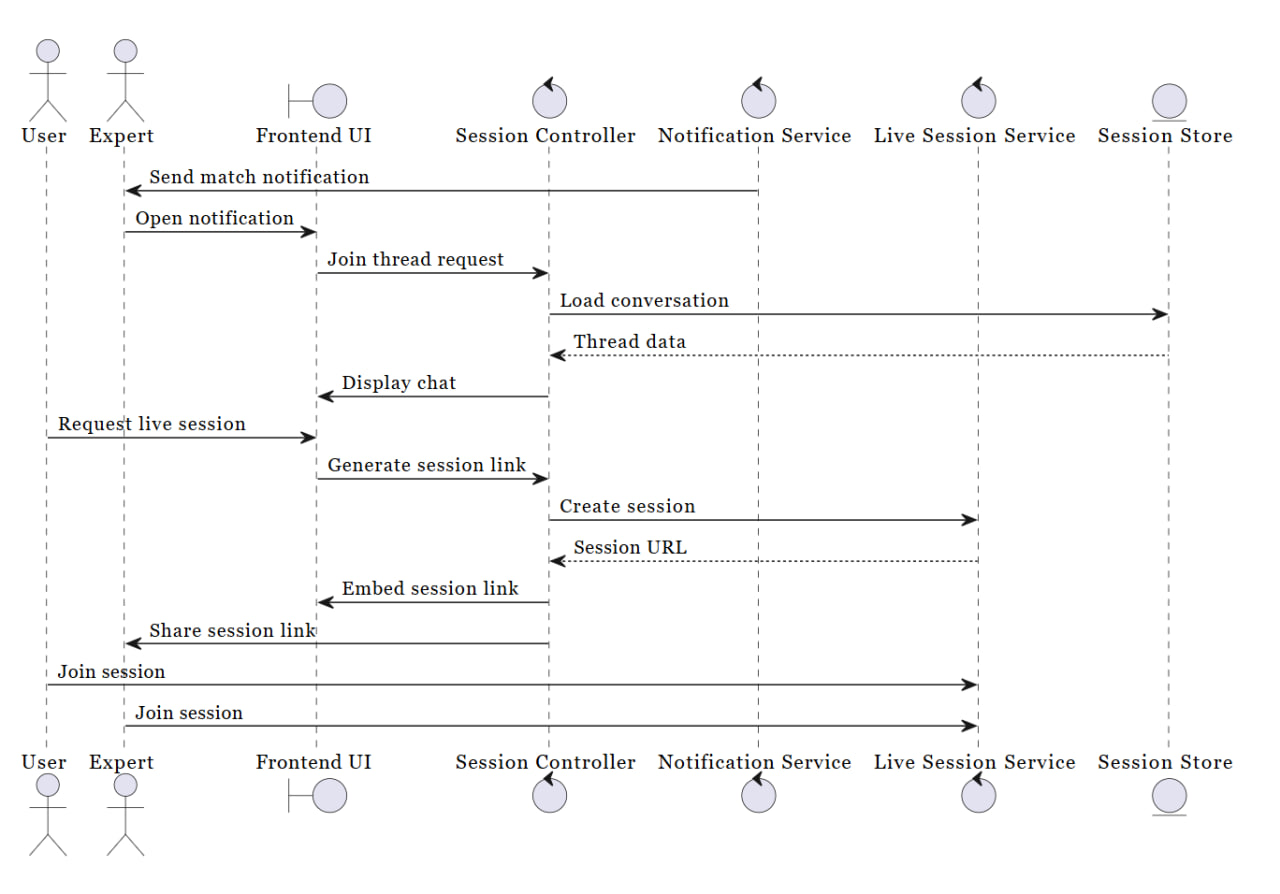 User Expert Frontend UI Session Controller Notification Service Live Session Service Session Store
Send match notification
Open notification
Join thread request
Load conversation
Thread data
Display chat
Request live session
Generate session link
Create session
Session URL
Embed session link
Share session link
Join session
Join session
User Expert Frontend UI Session Controller Notification Service Live Session Service Session Store